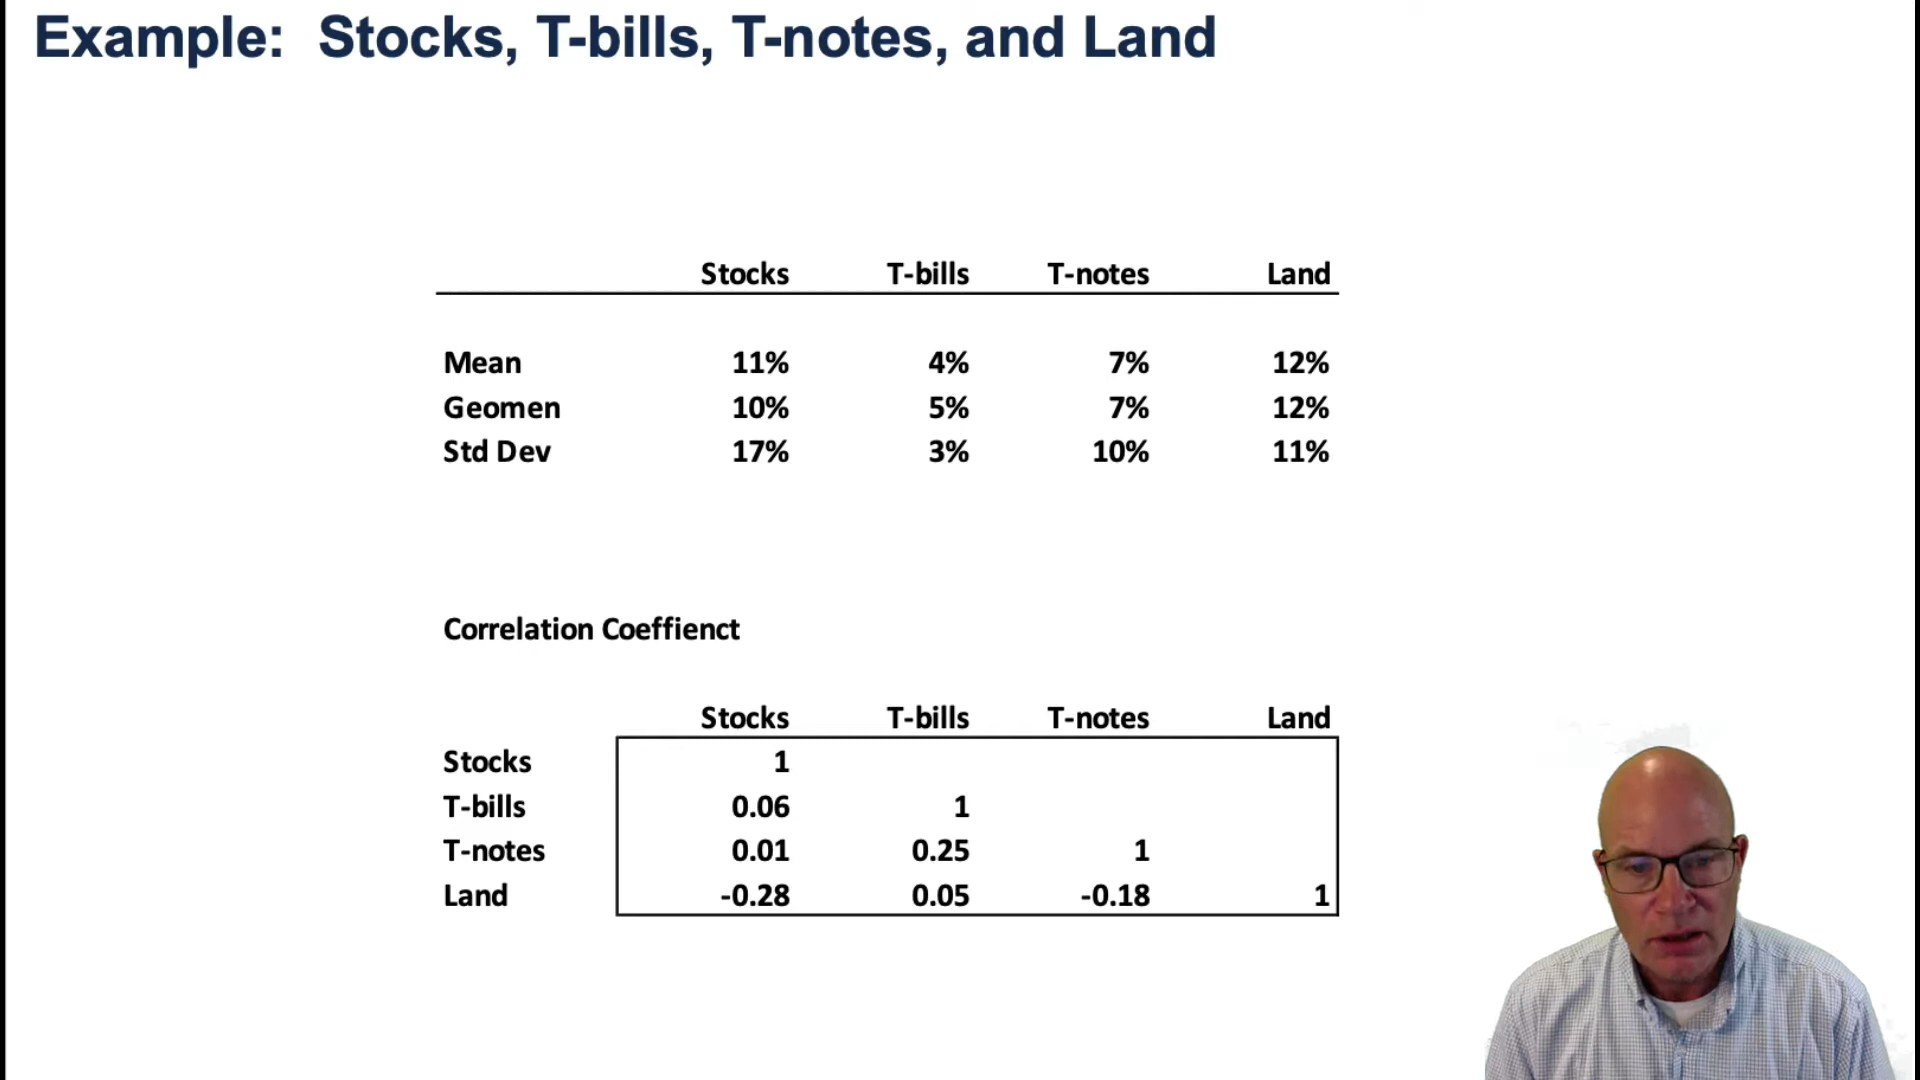 Example: Stocks, T-bills, T-notes, and Land
Stocks T-bills T-notes Land
Mean 11% 4% 7% 12%
Geomen 10% 5% 7% 12%
Std Dev 17% 3% 10% 11%
Correlation Coeffienct
Stocks T-bills T-notes Land
Stocks 1
T-bills 0.06 1
T-notes 0.01 0.25 1
Land -0.28 0.05 -0.18 1